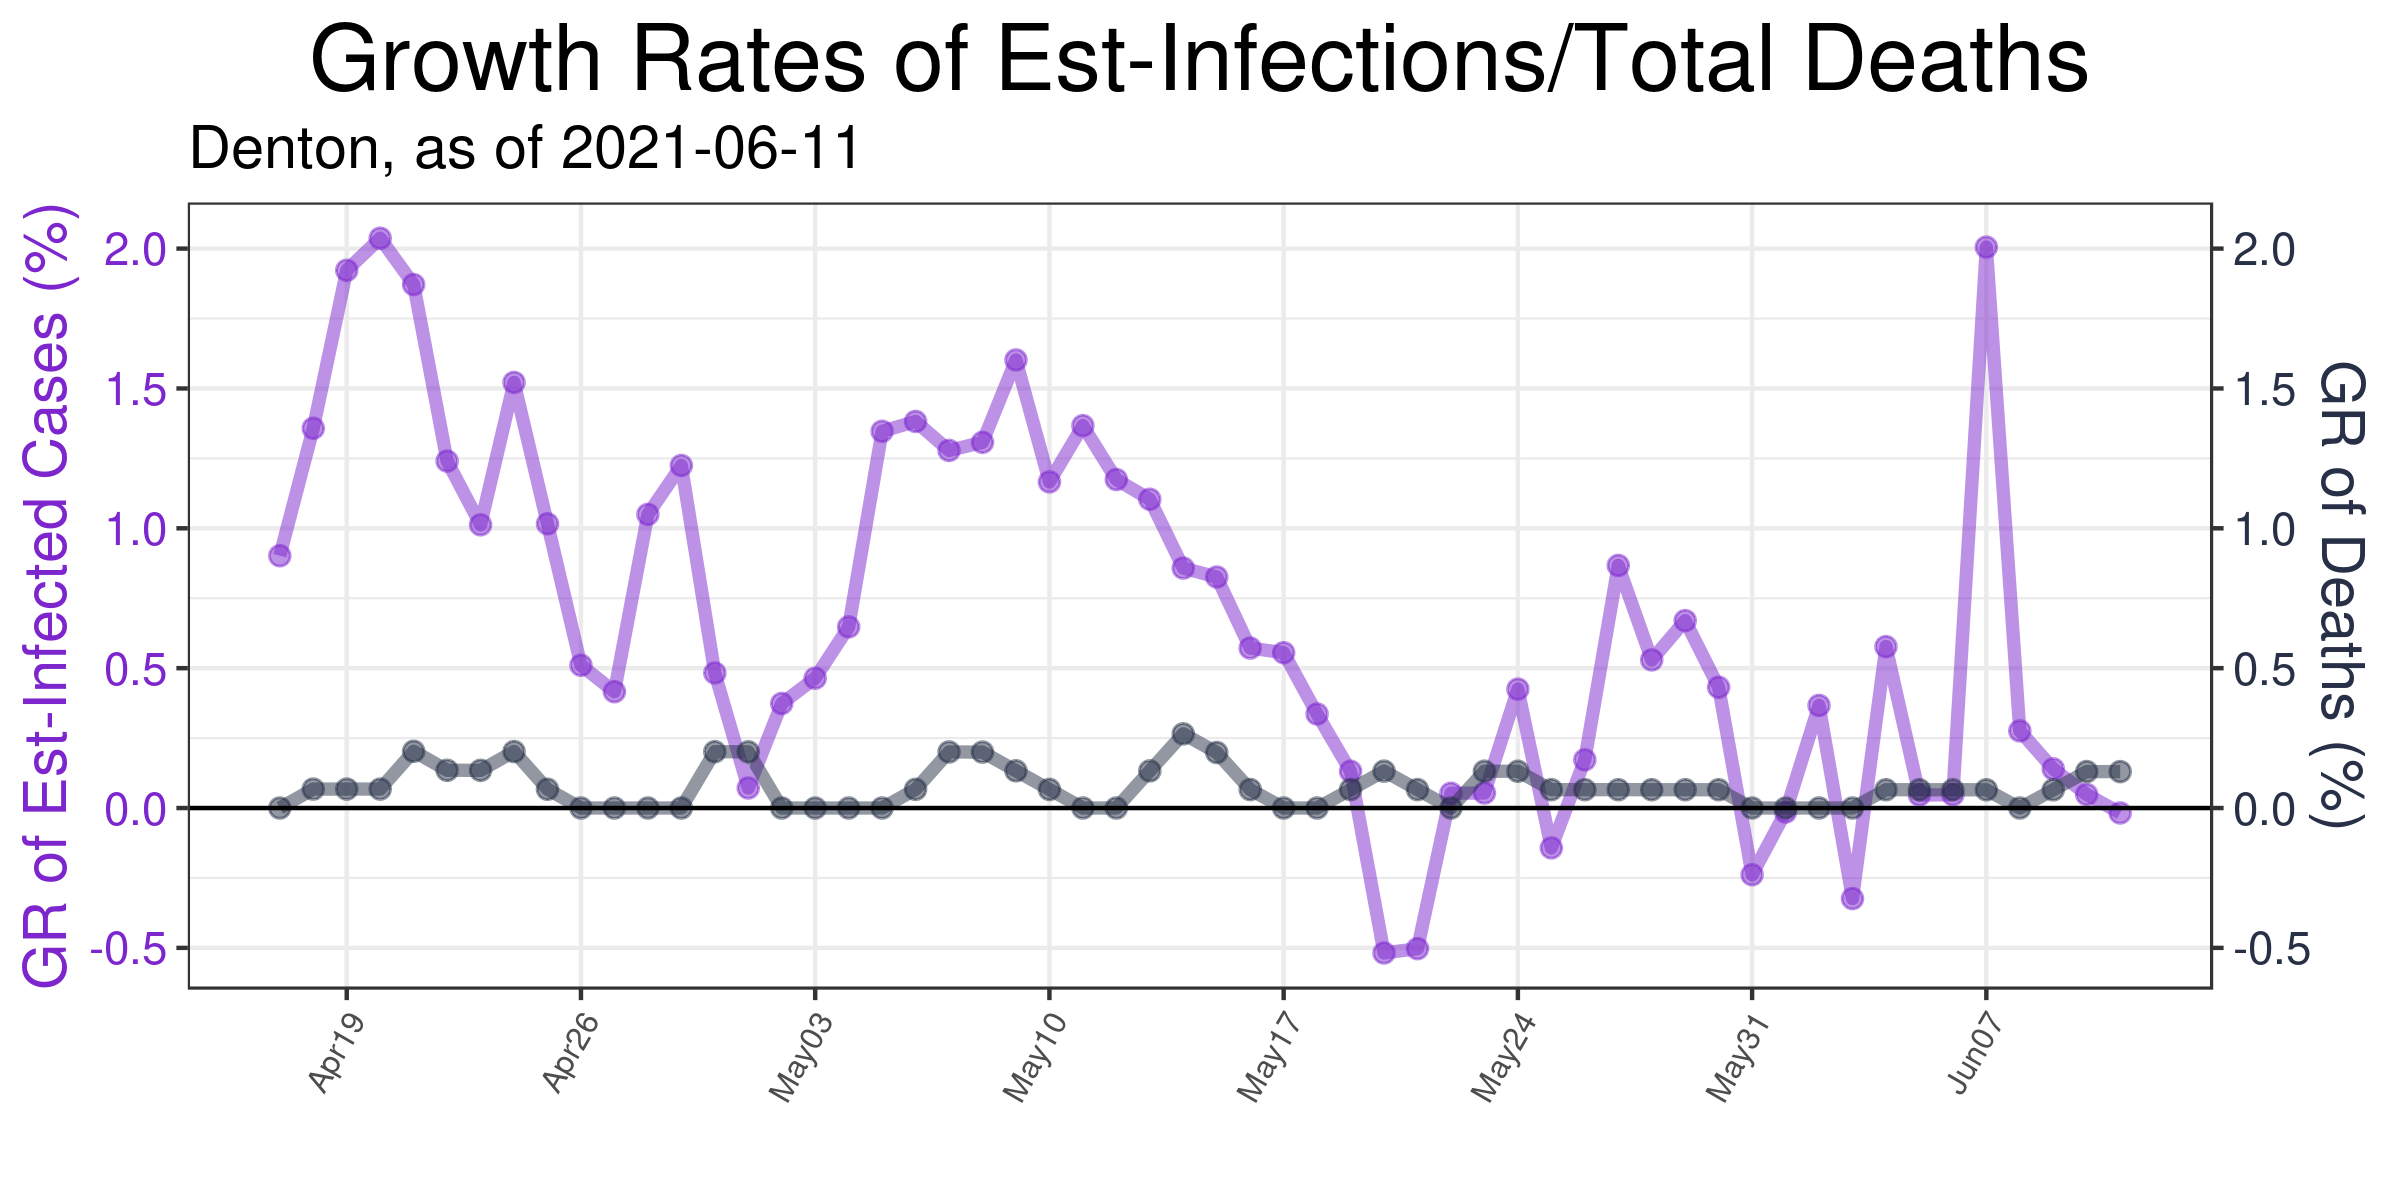 Growth Rates of Est-Infections/Total Deaths
Denton, as of 2021-06-11
GR of Est-Infected Cases (%)
2.0
1.5
1.0
0.5
0.0
-0.5
2.0
1.5
1.0
0.5
0.0
-0.5
GR of Deaths (%)
Apr19
Apr26
May03
May10
May17
May24
May31
Jun07